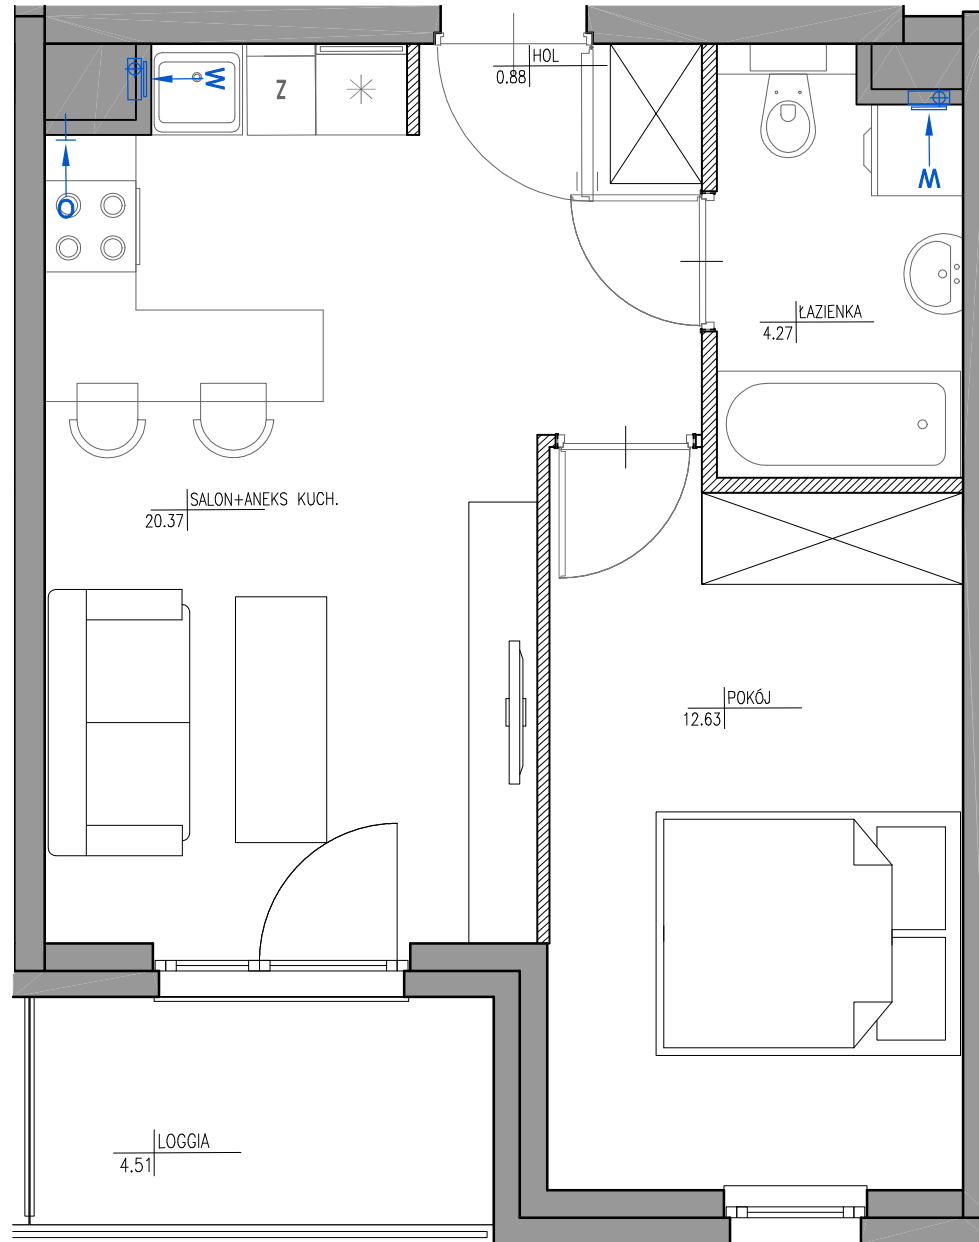 HOL
0.88
W
Z
W
O
ŁAZIENKA
4.27
SALON+ANEKS KUCH.
20.37
POKÓJ
12.63
LOGGIA
4.51